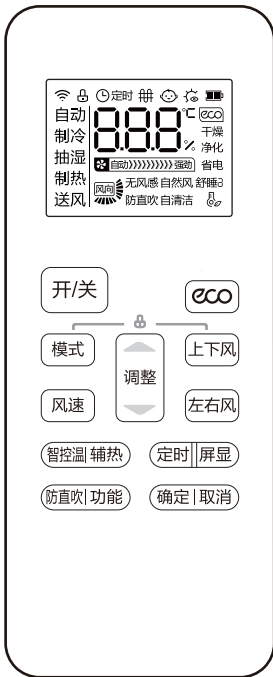 定时
自动 88.8 ℃ eco
制冷 干燥
抽湿 % 净化
自动 》》》》》》》》》》 强劲 省电
制热 风向 无风感 自然风 舒睡
送风 防直吹 自清洁
开/关 eco
模式 上下风
调整
风速 左右风
智控温|辅热 定时||屏显
防直吹|功能 确定|取消